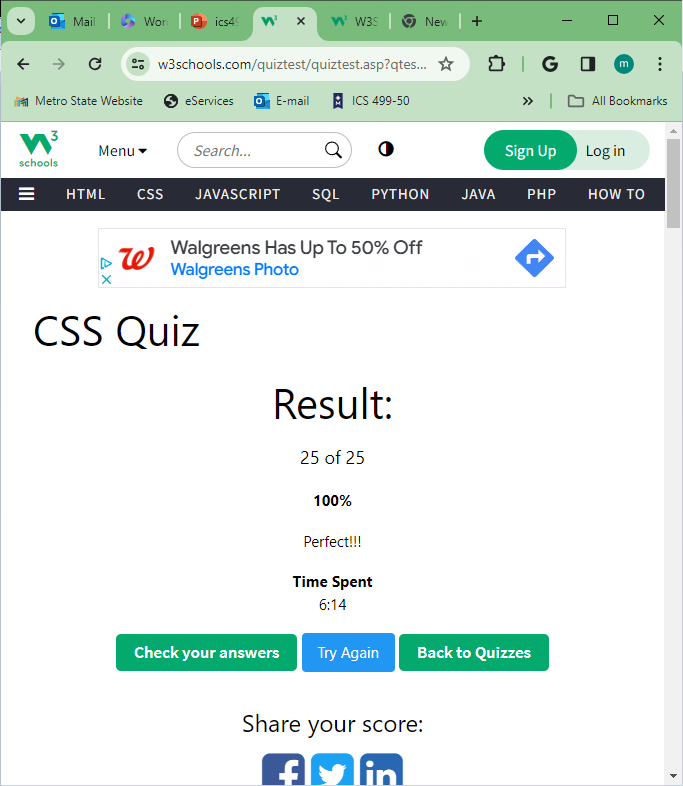 Mail
Wor
ics49
W3S
New
w3schools.com/quiztest/quiztest.asp?qtes...
G
m
Metro State Website
eServices
E-mail
ICS 499-50
»
All Bookmarks
W3
schools
Menu
Search...
Sign Up
Log in
HTML CSS JAVASCRIPT SQL PYTHON JAVA PHP HOW TO
Walgreens Has Up To 50% Off
Walgreens Photo
CSS Quiz
Result:
25 of 25
100%
Perfect!!!
Time Spent
6:14
Check your answers
Try Again
Back to Quizzes
Share your score:
f
in